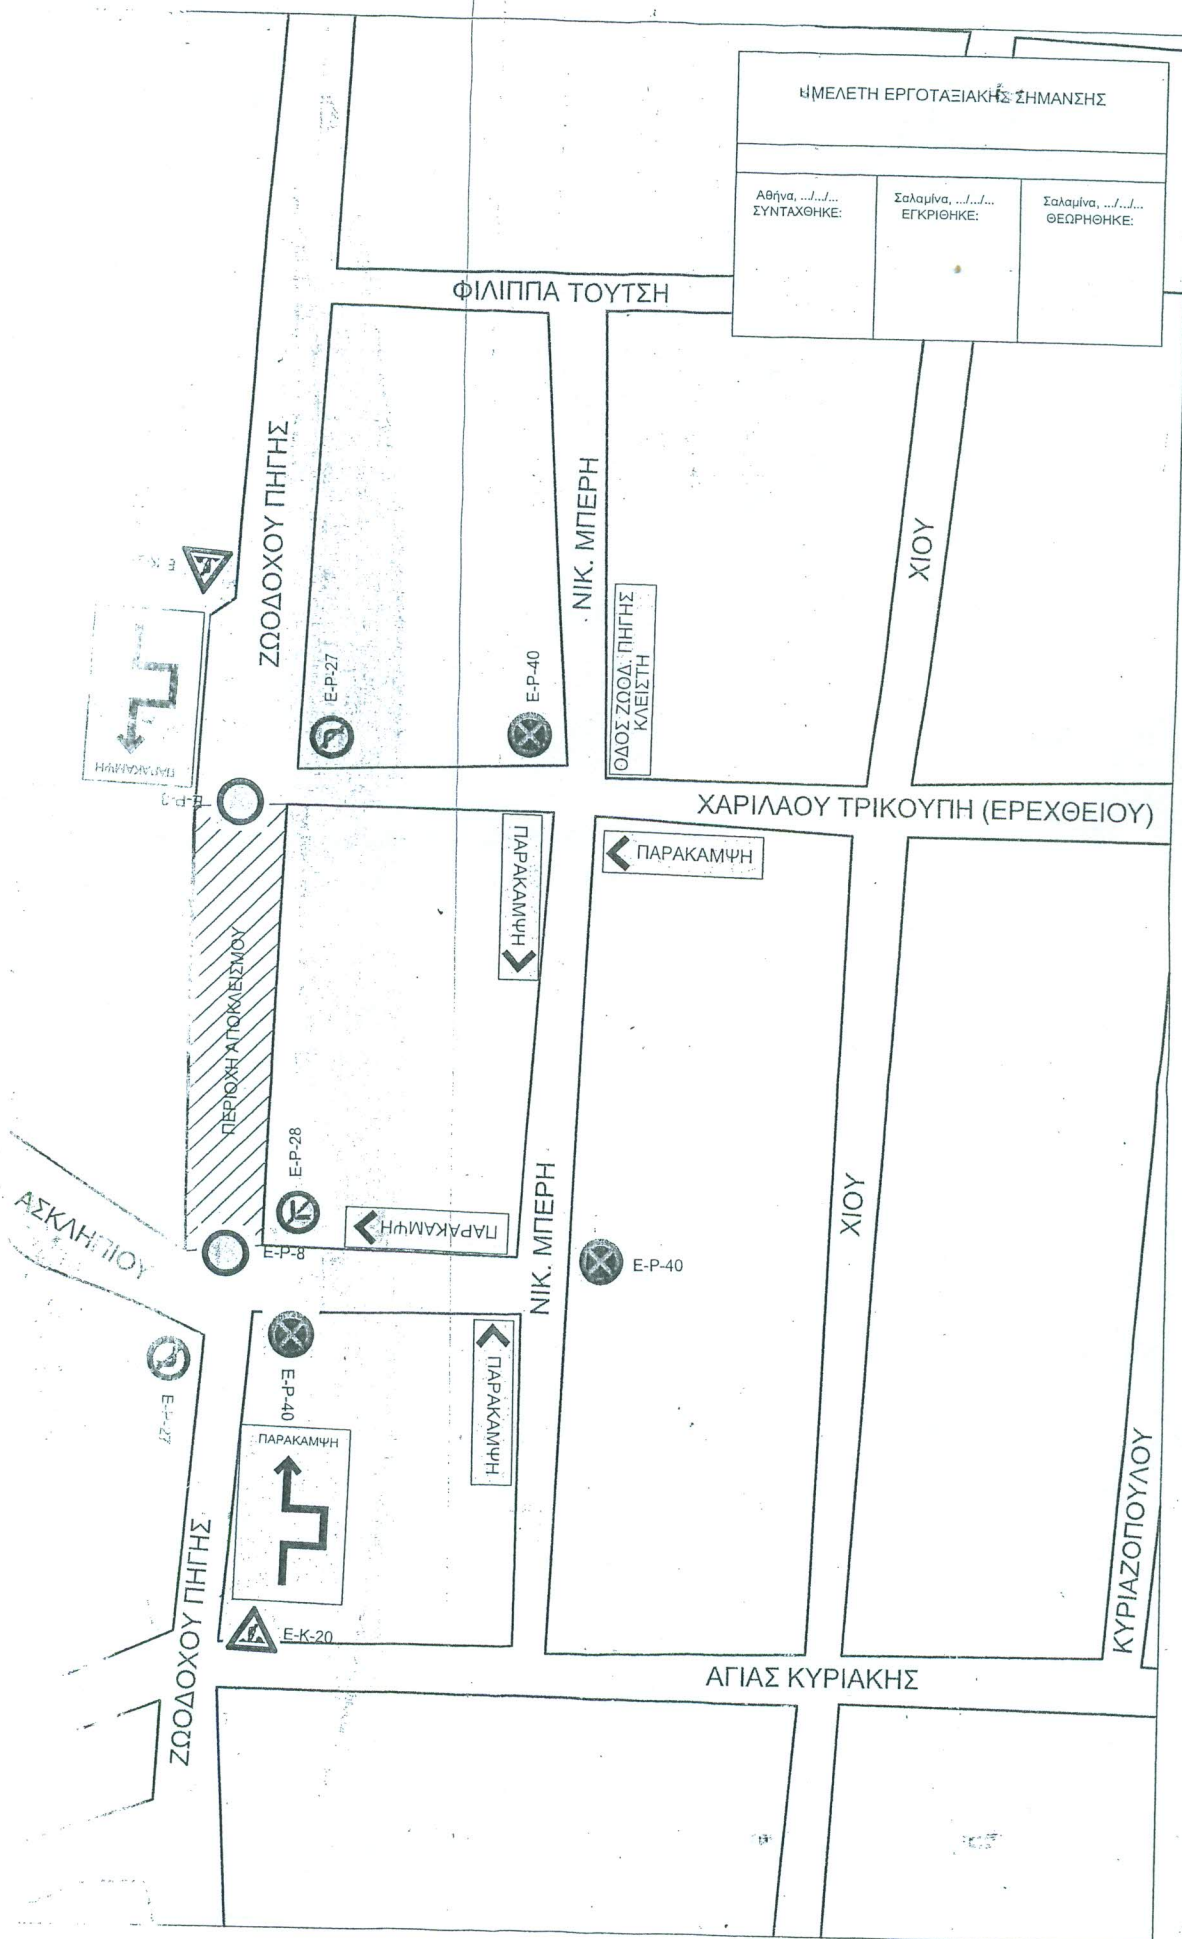 ΜΕΛΕΤΗ ΕΡΓΟΤΑΞΙΑΚΗΣ ΣΗΜΑΝΣΗΣ
Αθήνα, .../.../...
ΣΥΝΤΑΧΘΗΚΕ:
Σαλαμίνα, .../.../...
ΕΓΚΡΙΘΗΚΕ:
Σαλαμίνα, .../.../...
ΘΕΩΡΗΘΗΚΕ:
ΦΙΛΙΠΠΑ ΤΟΥΤΣΗ
ΖΩΟΔΟΧΟΥ ΠΗΓΗΣ
ΝΙΚ. ΜΠΕΡΗ
ΧΙΟΥ
Ε-Ρ-27
Ε-Ρ-40
ΟΔΟΣ ΖΩΟΔ. ΠΗΓΗΣ
ΚΛΕΙΣΤΗ
ΠΑΡΑΚΑΜΨΗ
ΧΑΡΙΛΑΟΥ ΤΡΙΚΟΥΠΗ (ΕΡΕΧΘΕΙΟΥ)
ΠΑΡΑΚΑΜΨΗ
ΠΑΡΑΚΑΜΨΗ
ΠΕΡΙΟΧΗ ΑΠΟΚΛΕΙΣΜΟΥ
Ε-Ρ-28
ΠΑΡΑΚΑΜΨΗ
ΑΣΚΛΗΠΙΟΥ
Ε-Ρ-8
ΝΙΚ. ΜΠΕΡΗ
Ε-Ρ-40
ΧΙΟΥ
Ε-Ρ-27
Ε-Ρ-40
ΠΑΡΑΚΑΜΨΗ
ΠΑΡΑΚΑΜΨΗ
ΖΩΟΔΟΧΟΥ ΠΗΓΗΣ
Ε-Κ-20
ΚΥΡΙΑΖΟΠΟΥΛΟΥ
ΑΓΙΑΣ ΚΥΡΙΑΚΗΣ